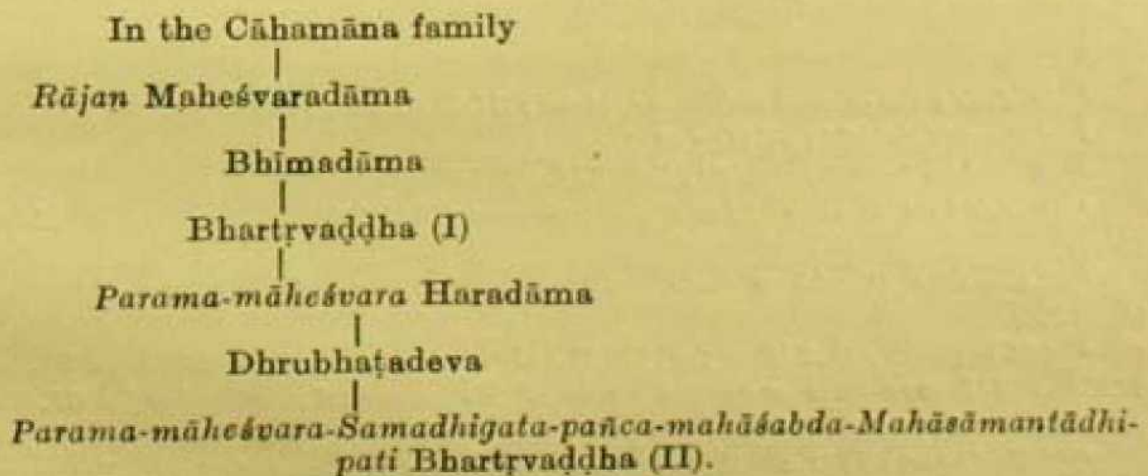 In the Cāhamāna family
Rājan Maheśvaradāma
Bhīmadāma
Bhartṛvaḍḍha (I)
Parama-māheśvara Haradāma
Dhrubhaṭadeva
Parama-māheśvara-Samadhigata-pañca-mahāśabda-Mahāsāmantādhi-
pati Bhartṛvaḍḍha (II).